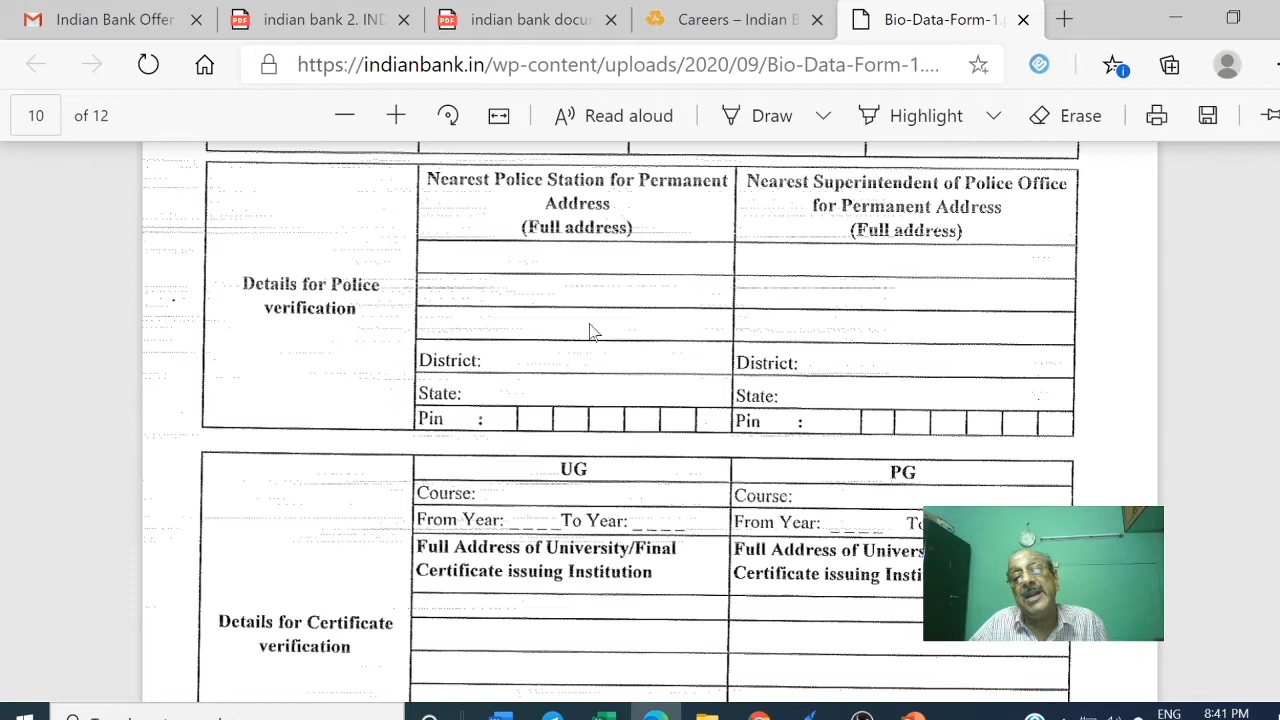 Indian Bank Offer
indian bank 2. IND
indian bank docu
Careers – Indian B
Bio-Data-Form-1.p
https://indianbank.in/wp-content/uploads/2020/09/Bio-Data-Form-1....
10 of 12
Read aloud
Draw
Highlight
Erase
Nearest Police Station for Permanent
Address
(Full address)
Nearest Superintendent of Police Office
for Permanent Address
(Full address)
Details for Police
verification
District:
District:
State:
State:
Pin :
Pin :
UG
PG
Course:
Course:
From Year: _ _ _ _ To Year: _ _ _ _
From Year: _ _ _ _ To
Full Address of University/Final
Certificate issuing Institution
Full Address of Univers
Certificate issuing Insti
Details for Certificate
verification
ENG
8:41 PM